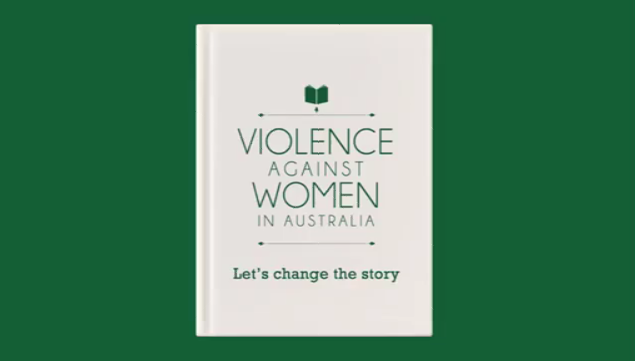 VIOLENCE
AGAINST
WOMEN
IN AUSTRALIA
Let's change the story